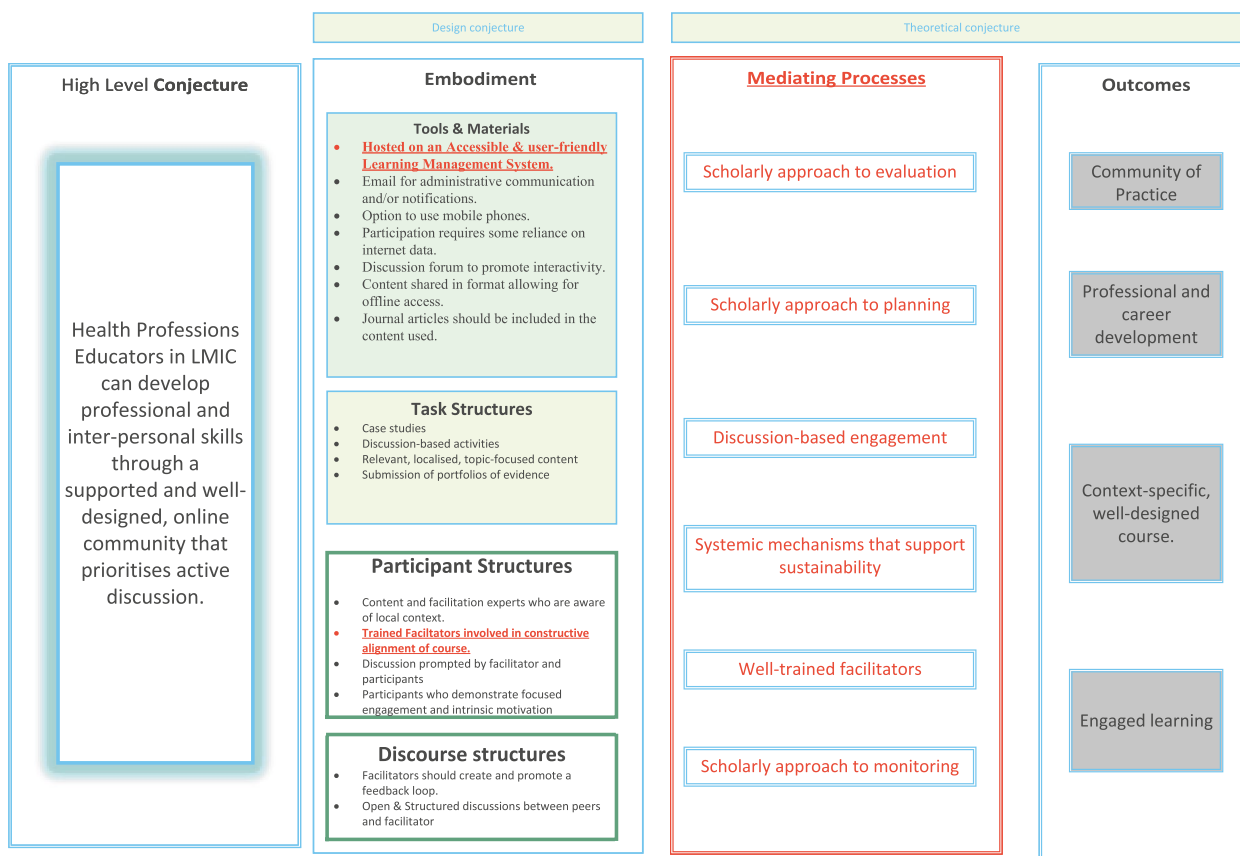 Design conjecture
Theoretical conjecture
High Level Conjecture
Health Professions
Educators in LMIC
can develop
professional and
inter-personal skills
through a
supported and well-
designed, online
community that
prioritises active
discussion.
Embodiment
Tools & Materials
• Hosted on an Accessible & user-friendly
Learning Management System.
• Email for administrative communication
and/or notifications.
• Option to use mobile phones.
• Participation requires some reliance on
internet data.
• Discussion forum to promote interactivity.
• Content shared in format allowing for
offline access.
• Journal articles should be included in the
content used.
Task Structures
• Case studies
• Discussion-based activities
• Relevant, localised, topic-focused content
• Submission of portfolios of evidence
Participant Structures
• Content and facilitation experts who are aware
of local context.
• Trained Faciltators involved in constructive
alignment of course.
• Discussion prompted by facilitator and
participants
• Participants who demonstrate focused
engagement and intrinsic motivation
Discourse structures
• Facilitators should create and promote a
feedback loop.
• Open & Structured discussions between peers
and facilitator
Mediating Processes
Scholarly approach to evaluation
Scholarly approach to planning
Discussion-based engagement
Systemic mechanisms that support
sustainability
Well-trained facilitators
Scholarly approach to monitoring
Outcomes
Community of
Practice
Professional and
career
development
Context-specific,
well-designed
course.
Engaged learning